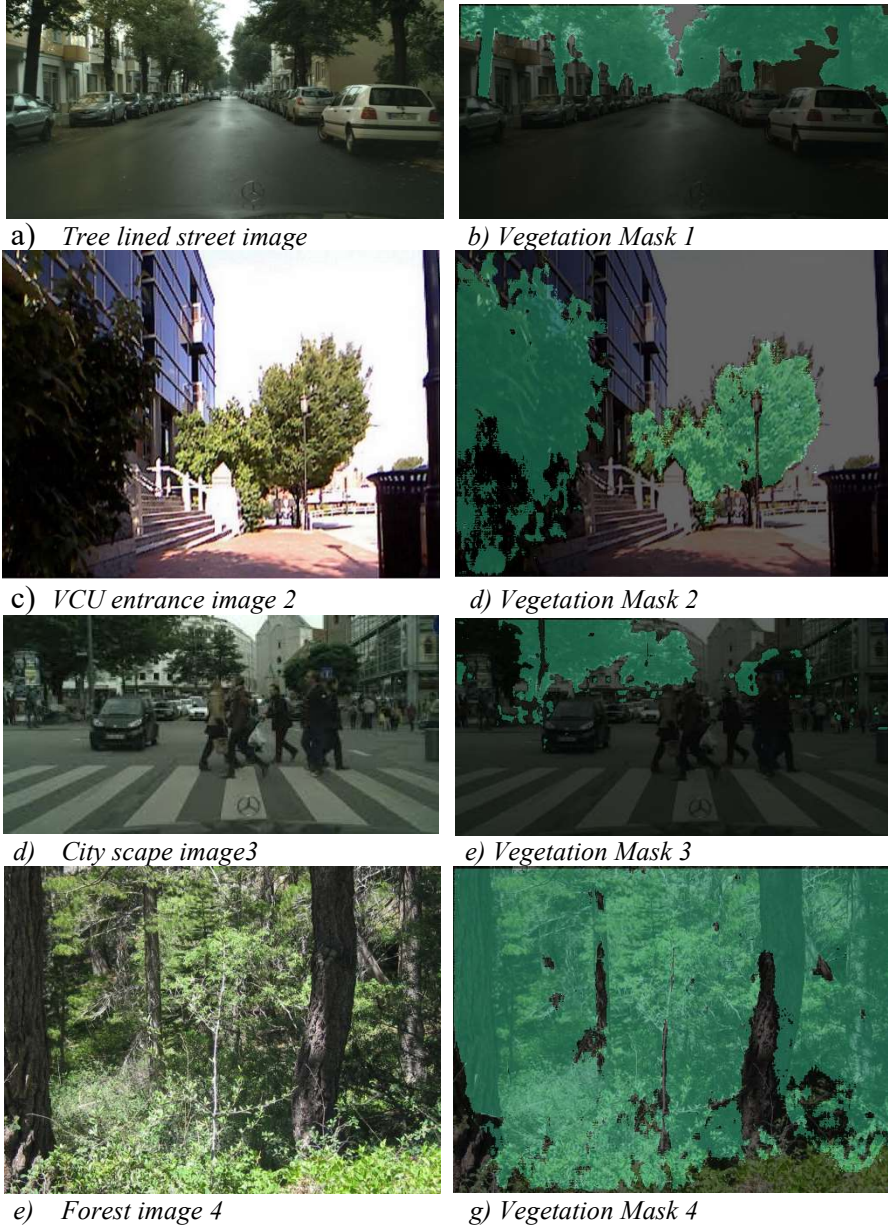 a) Tree lined street image
b) Vegetation Mask 1
c) VCU entrance image 2
d) Vegetation Mask 2
d) City scape image3
e) Vegetation Mask 3
e) Forest image 4
g) Vegetation Mask 4